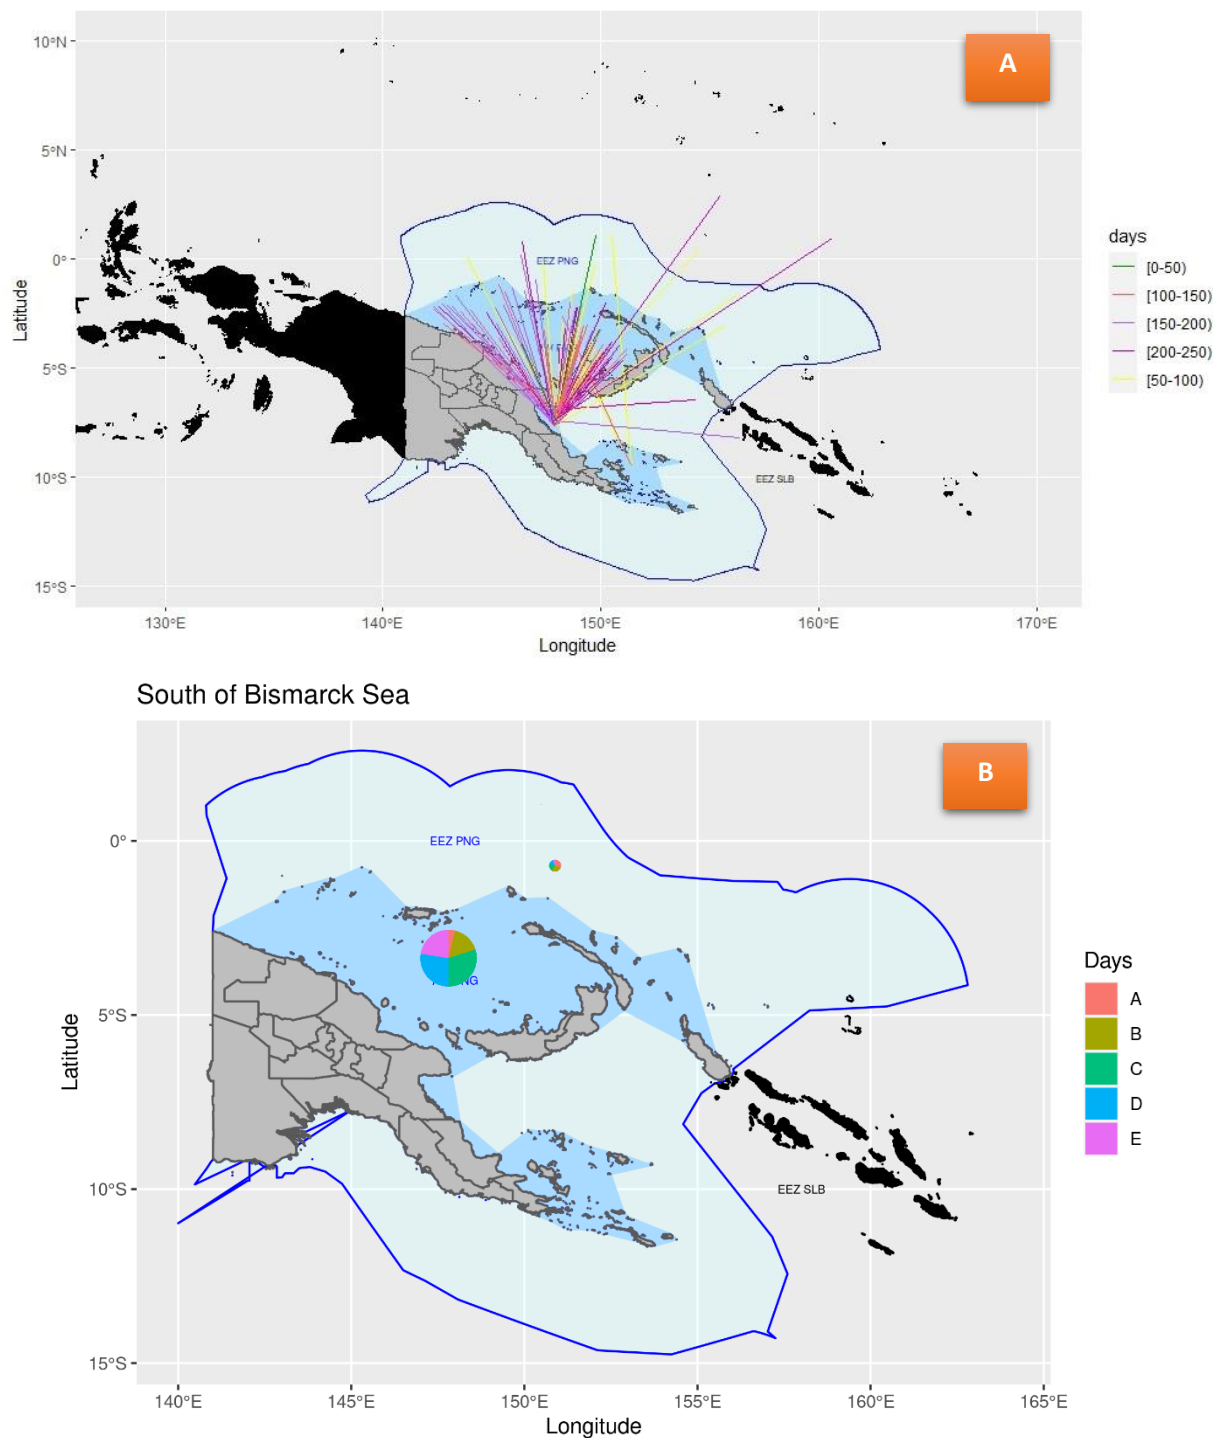 A
10°N
5°N
0°
5°S
10°S
15°S
Latitude
EEZ PNG
EEZ SLB
130°E 140°E 150°E 160°E 170°E
Longitude
days
[0-50)
[100-150)
[150-200)
[200-250)
[50-100)
South of Bismarck Sea
B
0°
5°S
10°S
15°S
Latitude
EEZ PNG
NG
EEZ SLB
140°E 145°E 150°E 155°E 160°E 165°E
Longitude
Days
A
B
C
D
E